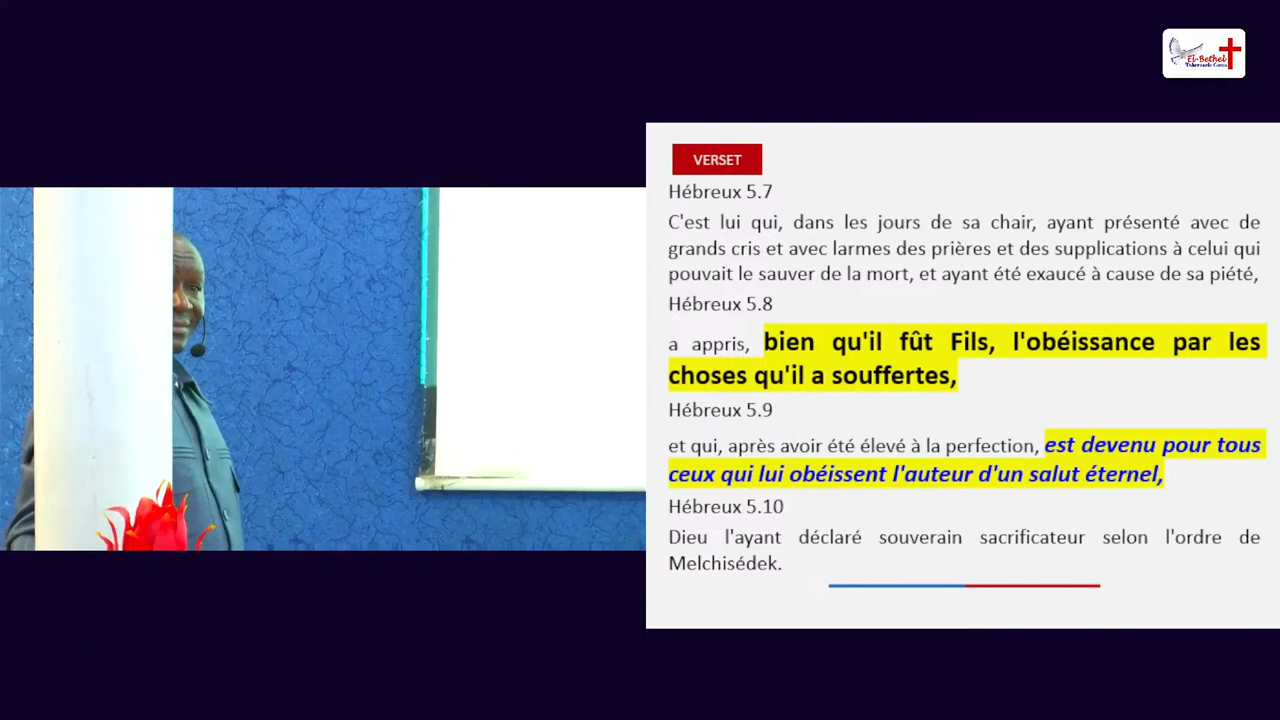 El-Bethel
VERSET
Hébreux 5.7
C'est lui qui, dans les jours de sa chair, ayant présenté avec de
grands cris et avec larmes des prières et des supplications à celui qui
pouvait le sauver de la mort, et ayant été exaucé à cause de sa piété,
Hébreux 5.8
a appris, bien qu'il fût Fils, l'obéissance par les
choses qu'il a souffertes,
Hébreux 5.9
et qui, après avoir été élevé à la perfection, est devenu pour tous
ceux qui lui obéissent l'auteur d'un salut éternel,
Hébreux 5.10
Dieu l'ayant déclaré souverain sacrificateur selon l'ordre de
Melchisédek.